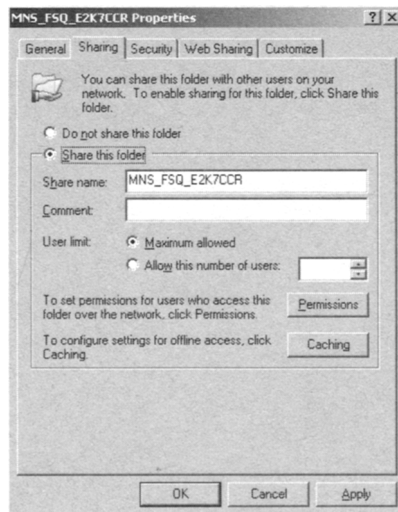 MNS_FSQ_E2K7CCR Properties
General Sharing Security Web Sharing Customize
You can share this folder with other users on your
network. To enable sharing for this folder, click Share this
folder.
Do not share this folder
Share this folder
Share name: MNS_FSQ_E2K7CCR
Comment:
User limit: Maximum allowed
Allow this number of users:
To set permissions for users who access this
folder over the network, click Permissions.
Permissions
To configure settings for offline access, click
Caching.
Caching
OK Cancel Apply